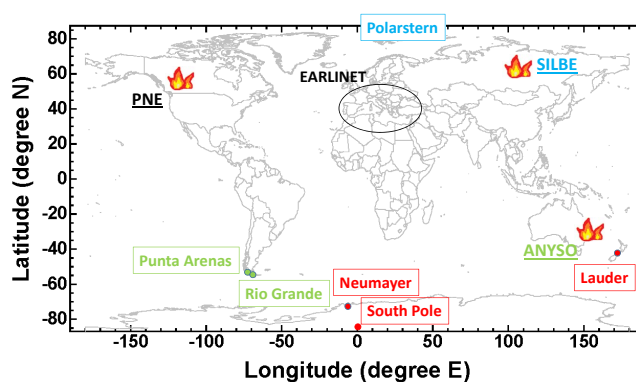 Polarstern
80
60
40
20
0
-20
-40
-60
-80
Latitude (degree N)
EARLINET
SILBE
PNE
ANYSO
Punta Arenas
Rio Grande
Neumayer
South Pole
Lauder
-150
-100
-50
0
50
100
150
Longitude (degree E)